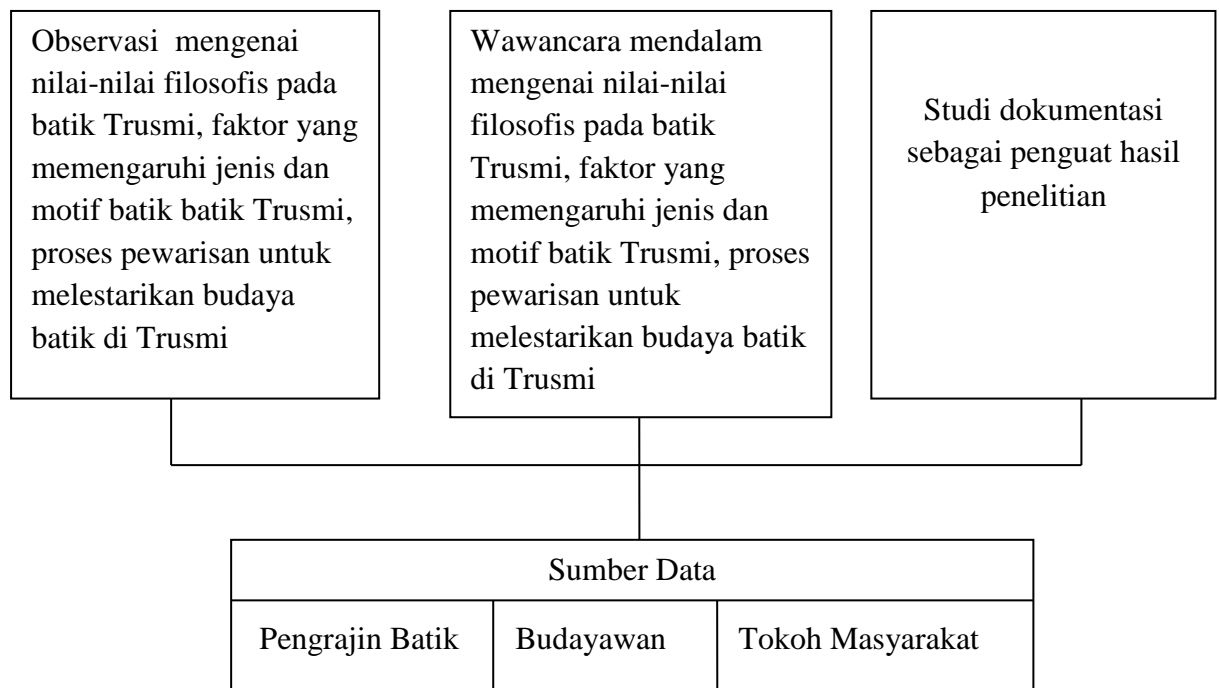 Observasi mengenai
nilai-nilai filosofis pada
batik Trusmi, faktor yang
memengaruhi jenis dan
motif batik batik Trusmi,
proses pewarisan untuk
melestarikan budaya
batik di Trusmi
Wawancara mendalam
mengenai nilai-nilai
filosofis pada batik
Trusmi, faktor yang
memengaruhi jenis dan
motif batik Trusmi, proses
pewarisan untuk
melestarikan budaya batik
di Trusmi
Studi dokumentasi
sebagai penguat hasil
penelitian
Sumber Data
Pengrajin Batik
Budayawan
Tokoh Masyarakat